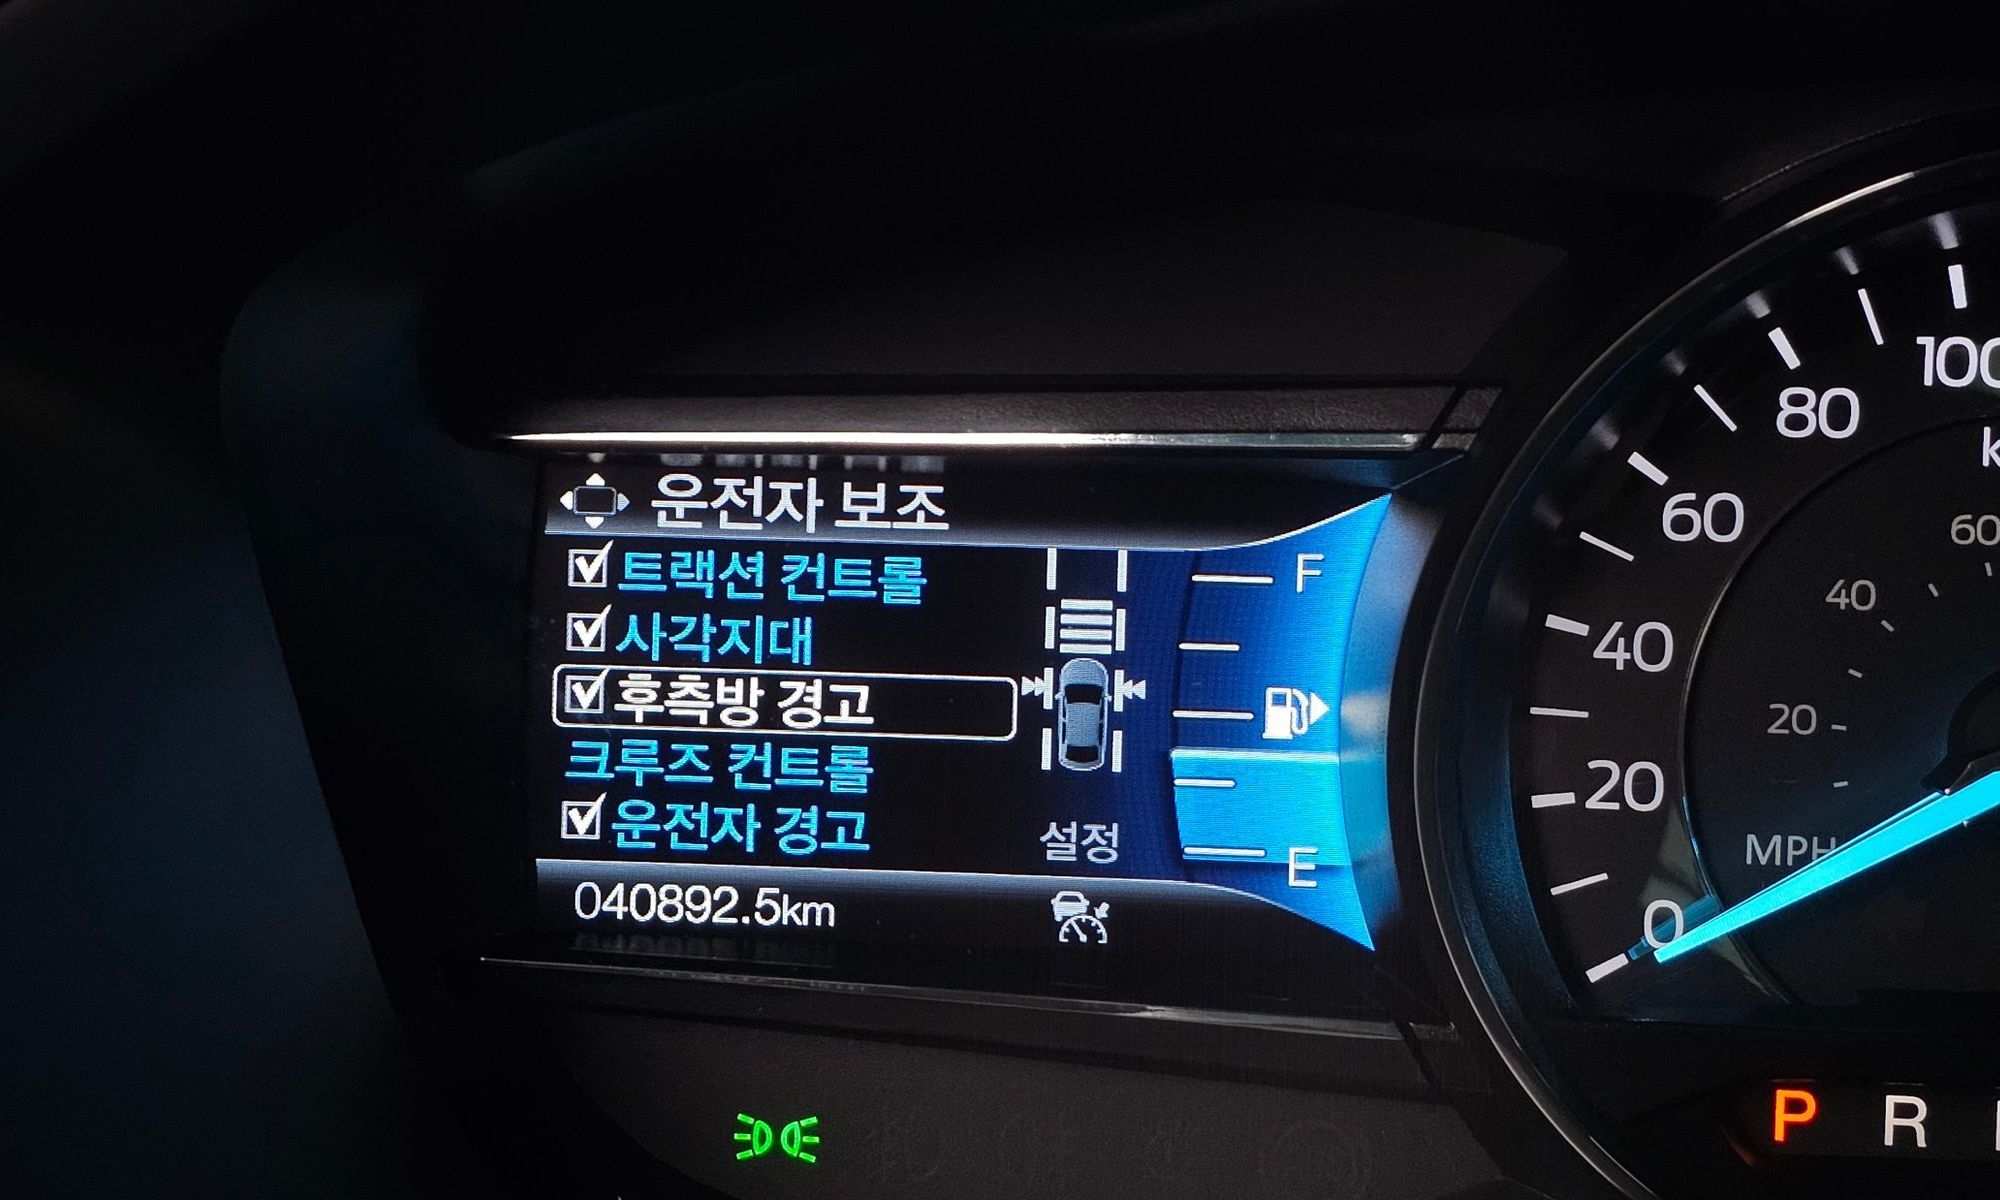 운전자 보조
트랙션 컨트롤
사각지대
후측방 경고
크루즈 컨트롤
운전자 경고
설정
040892.5km
F
E
100
80
60
40
20
0
60
40
20
MPH
P R